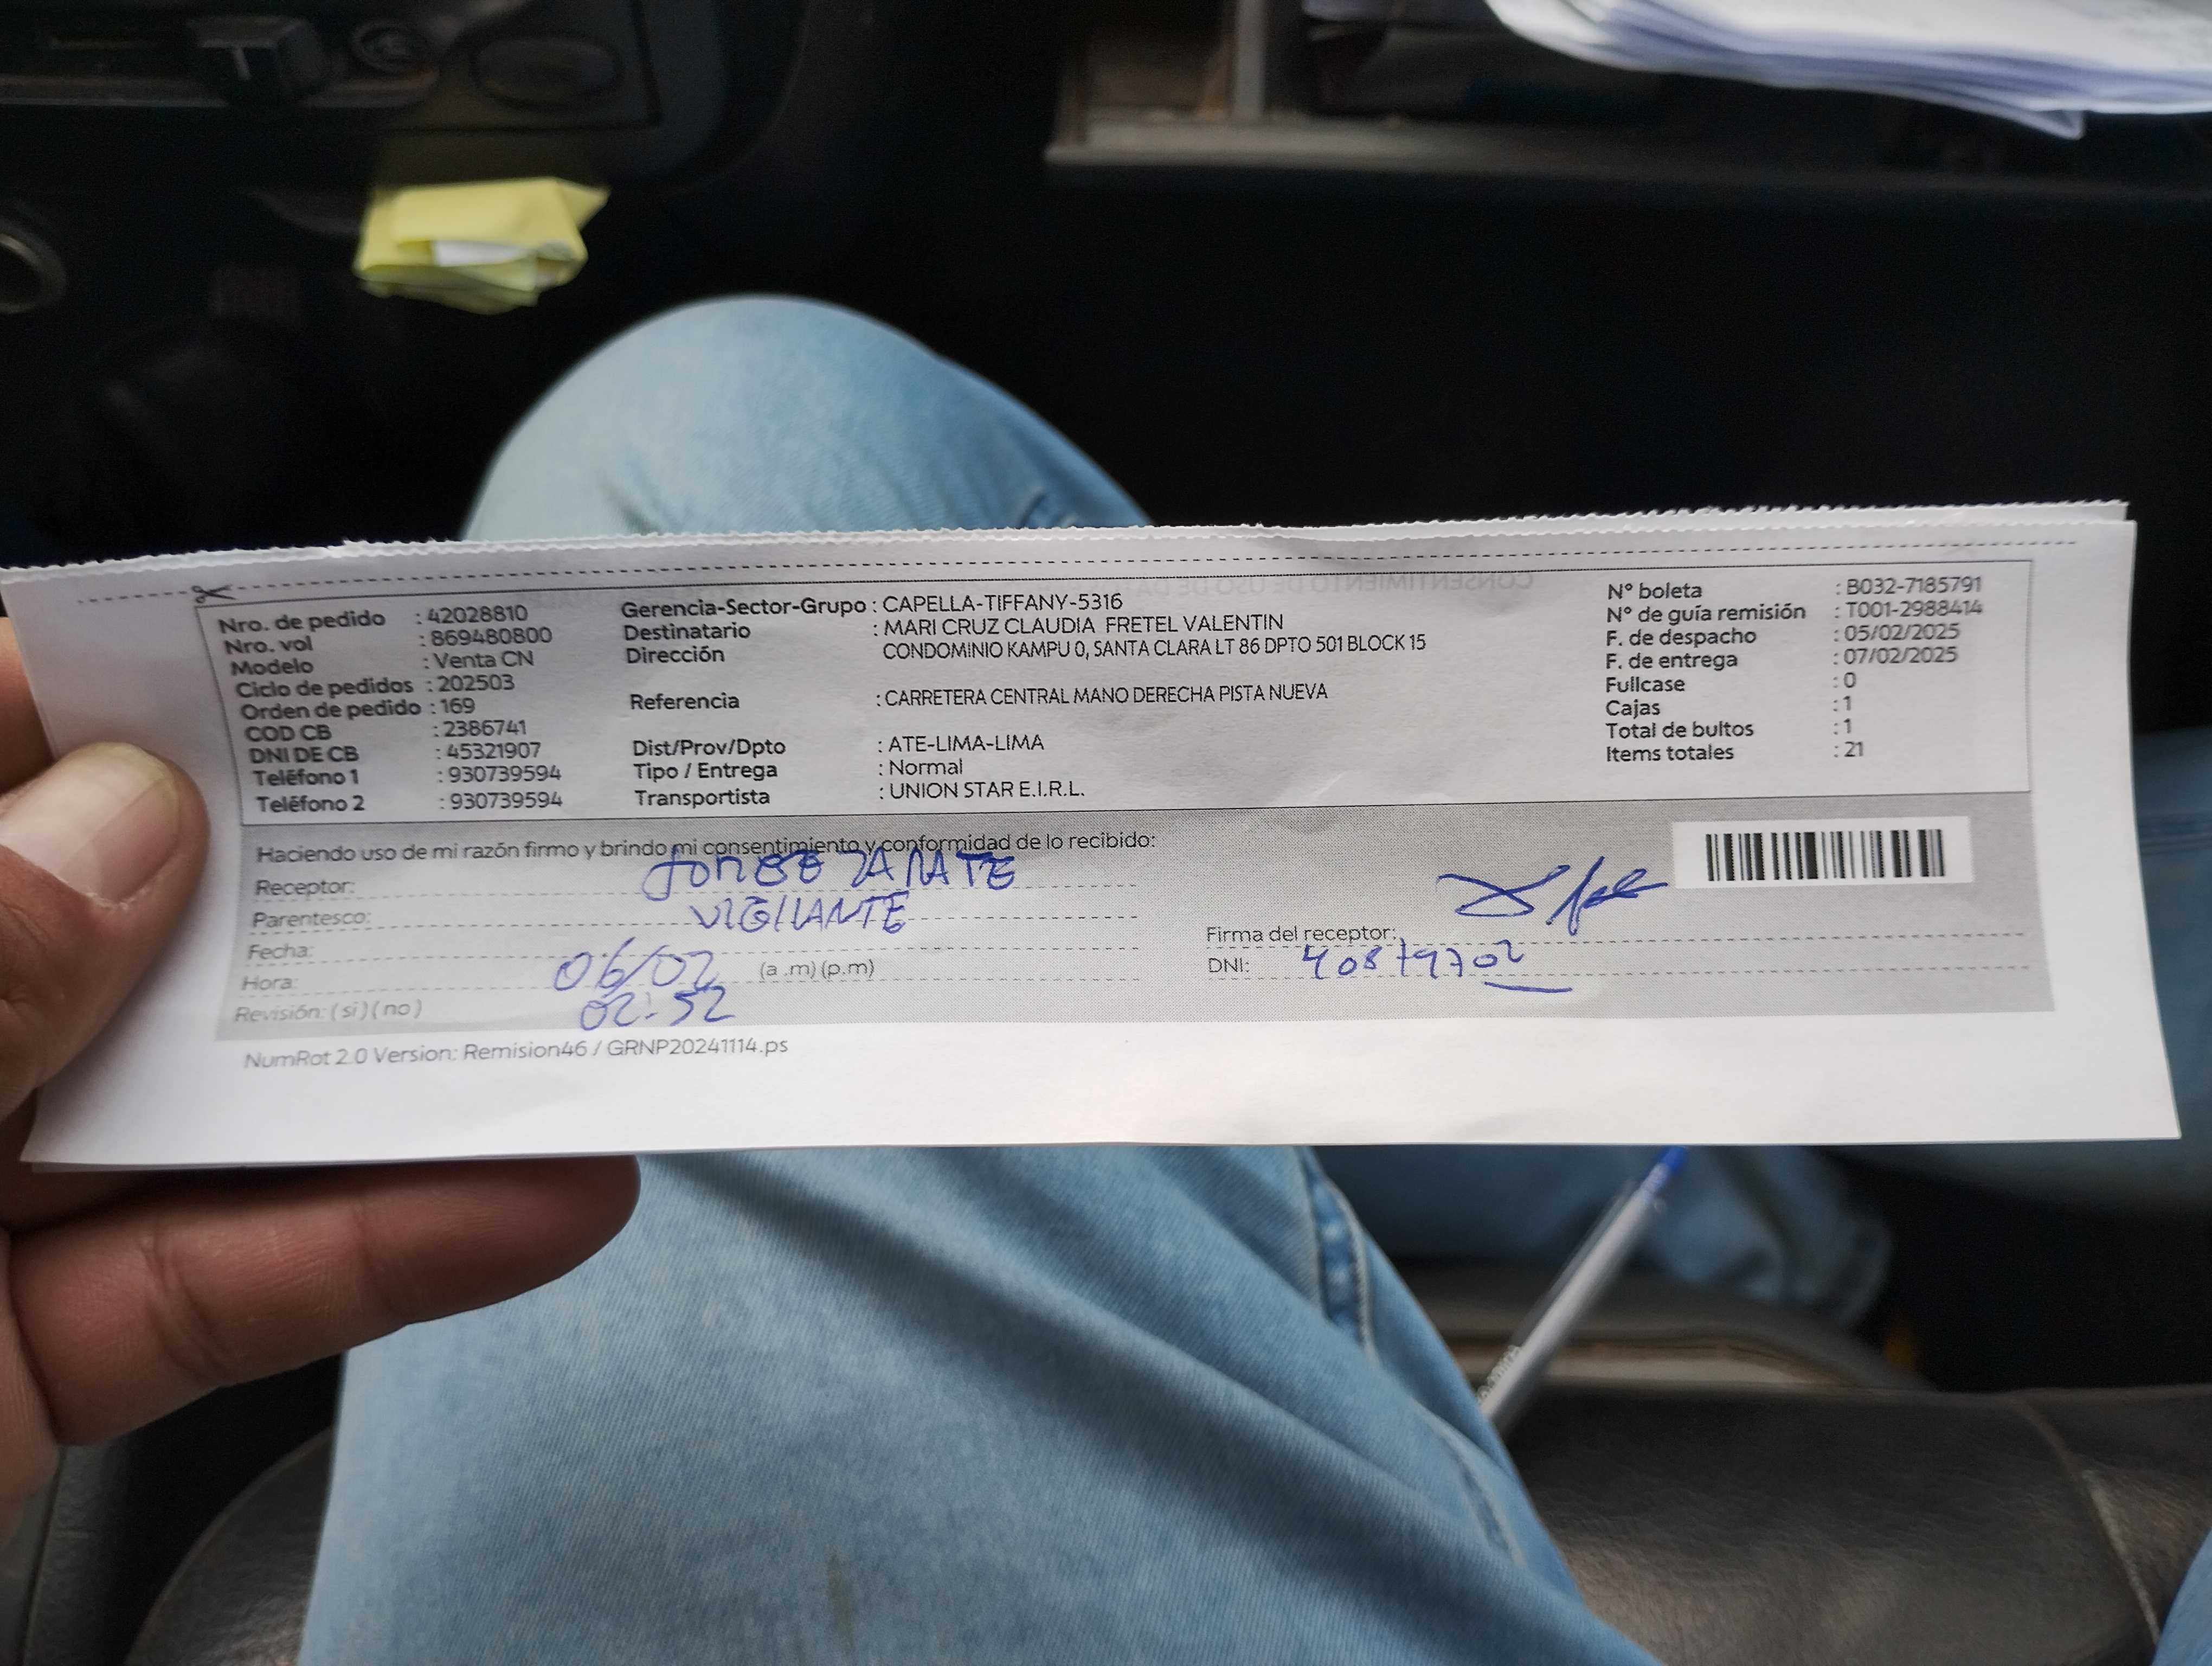 Nro. de pedido : 42028810
Nro. vol : 869480800
Modelo : Venta CN
Ciclo de pedidos : 202503
Orden de pedido : 169
COD CB : 2386741
DNI DE CB : 45321907
Teléfono 1 : 930739594
Teléfono 2 : 930739594
Gerencia-Sector-Grupo : CAPELLA-TIFFANY-5316
Destinatario : MARI CRUZ CLAUDIA FRETEL VALENTIN
Dirección CONDOMINIO KAMPU 0, SANTA CLARA LT 86 DPTO 501 BLOCK 15
Referencia : CARRETERA CENTRAL MANO DERECHA PISTA NUEVA
Dist/Prov/Dpto : ATE-LIMA-LIMA
Tipo / Entrega : Normal
Transportista : UNION STAR E.I.R.L.
N° boleta : B032-7185791
N° de guía remisión : T001-2988414
F. de despacho : 05/02/2025
F. de entrega : 07/02/2025
Fullcase : 0
Cajas : 1
Total de bultos : 1
Items totales : 21
Haciendo uso de mi razón firmo y brindo mi consentimiento y conformidad de lo recibido:
Receptor: ZARATE
Parentesco: VIGILANTE
Fecha: 06/02
Hora: 02:52 (a .m) (p.m)
Revisión: ( si ) ( no )
Firma del receptor:
DNI:
NumRot 2.0 Version: Remision46 / GRNP20241114.ps